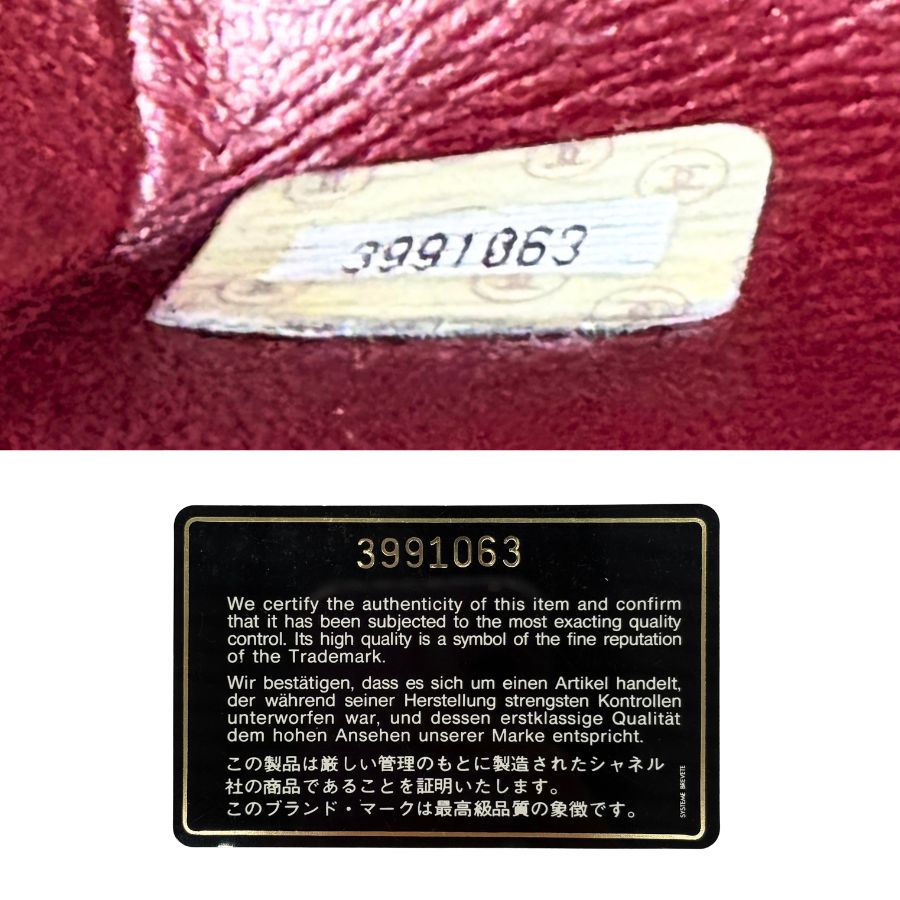 3991063
3991063
We certify the authenticity of this item and confirm
that it has been subjected to the most exacting quality
control. Its high quality is a symbol of the fine reputation
of the Trademark.
Wir bestätigen, dass es sich um einen Artikel handelt,
der während seiner Herstellung strengsten Kontrollen
unterworfen war, und dessen erstklassige Qualität
dem hohen Ansehen unserer Marke entspricht.
この製品は厳しい管理のもとに製造されたシャネル
社の商品であることを証明いたします。
このブランド・マークは最高級品質の象徴です。
SYSTEME BREVETE